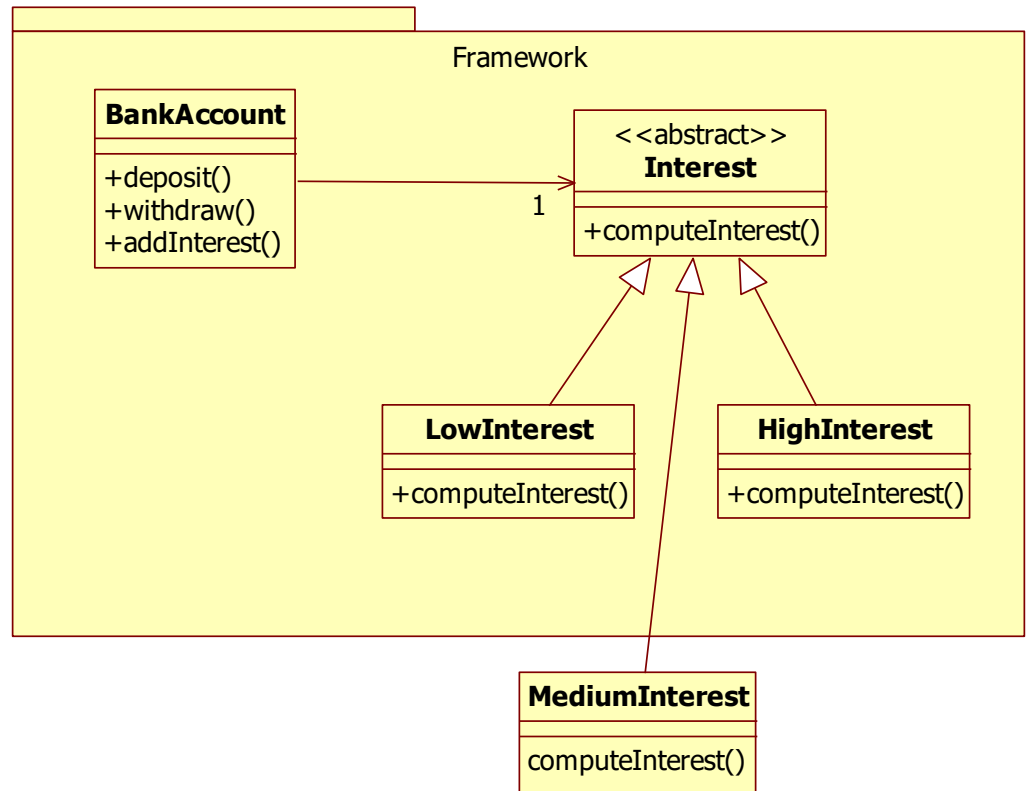 Framework
BankAccount
+deposit()
+withdraw()
+addInterest()
1
<<abstract>>
Interest
+computeInterest()
LowInterest
+computeInterest()
HighInterest
+computeInterest()
MediumInterest
computeInterest()